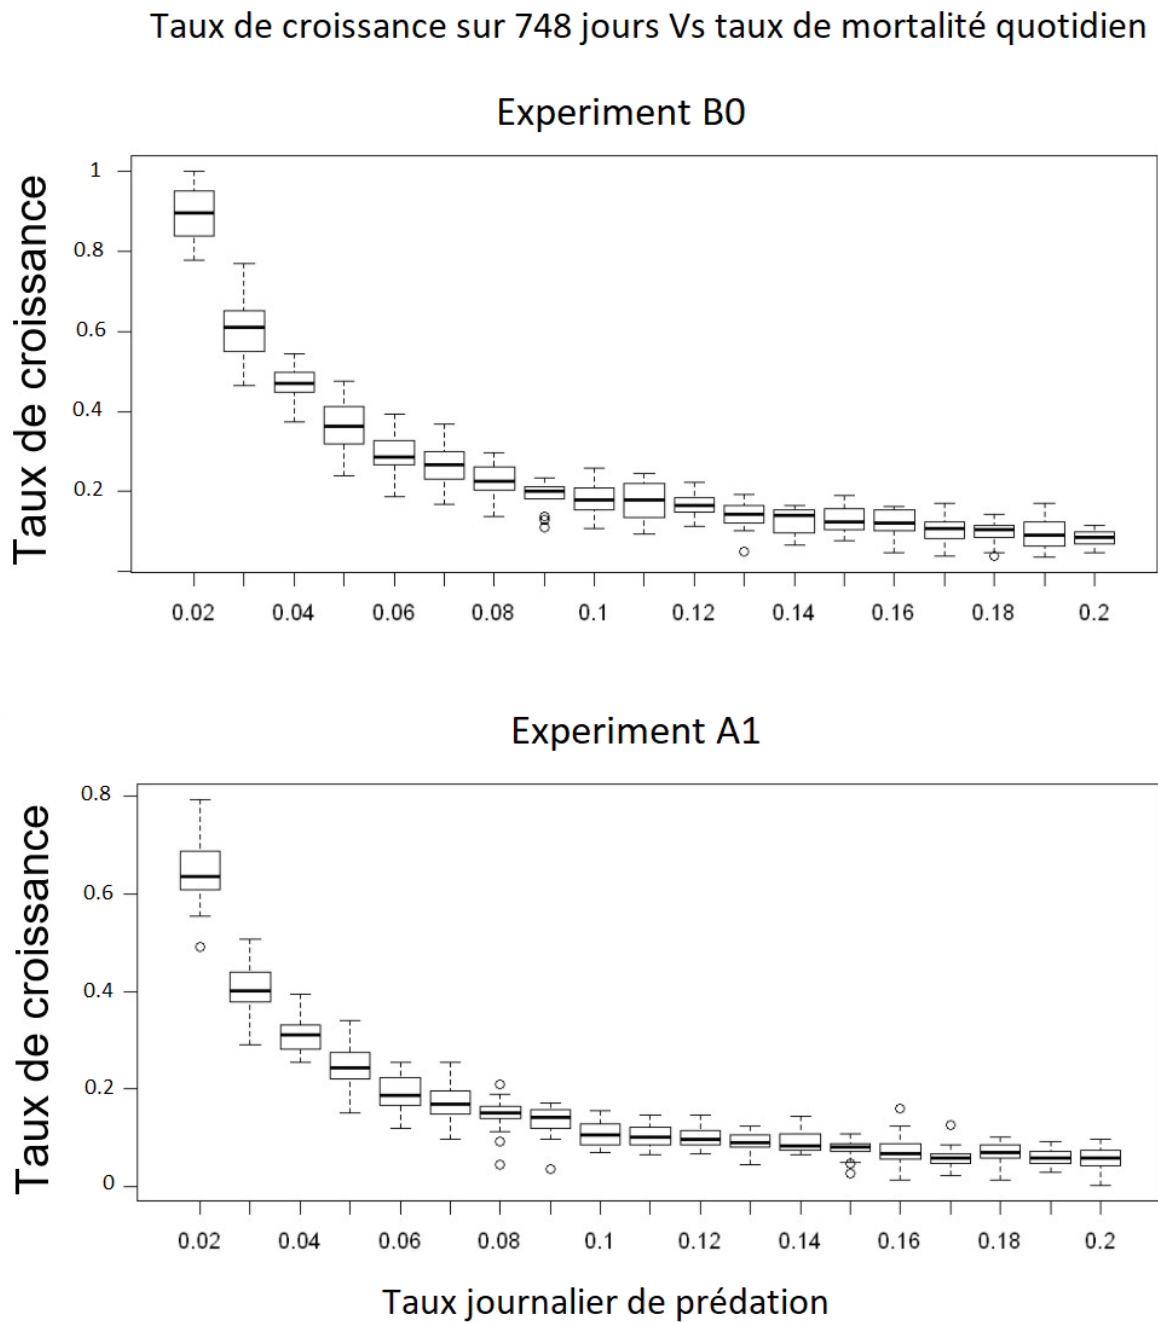 Taux de croissance sur 748 jours Vs taux de mortalité quotidien
Experiment B0
Taux de croissance
1
0.8
0.6
0.4
0.2
0.02 0.04 0.06 0.08 0.1 0.12 0.14 0.16 0.18 0.2
Experiment A1
Taux de croissance
0.8
0.6
0.4
0.2
0
0.02 0.04 0.06 0.08 0.1 0.12 0.14 0.16 0.18 0.2
Taux journalier de prédation